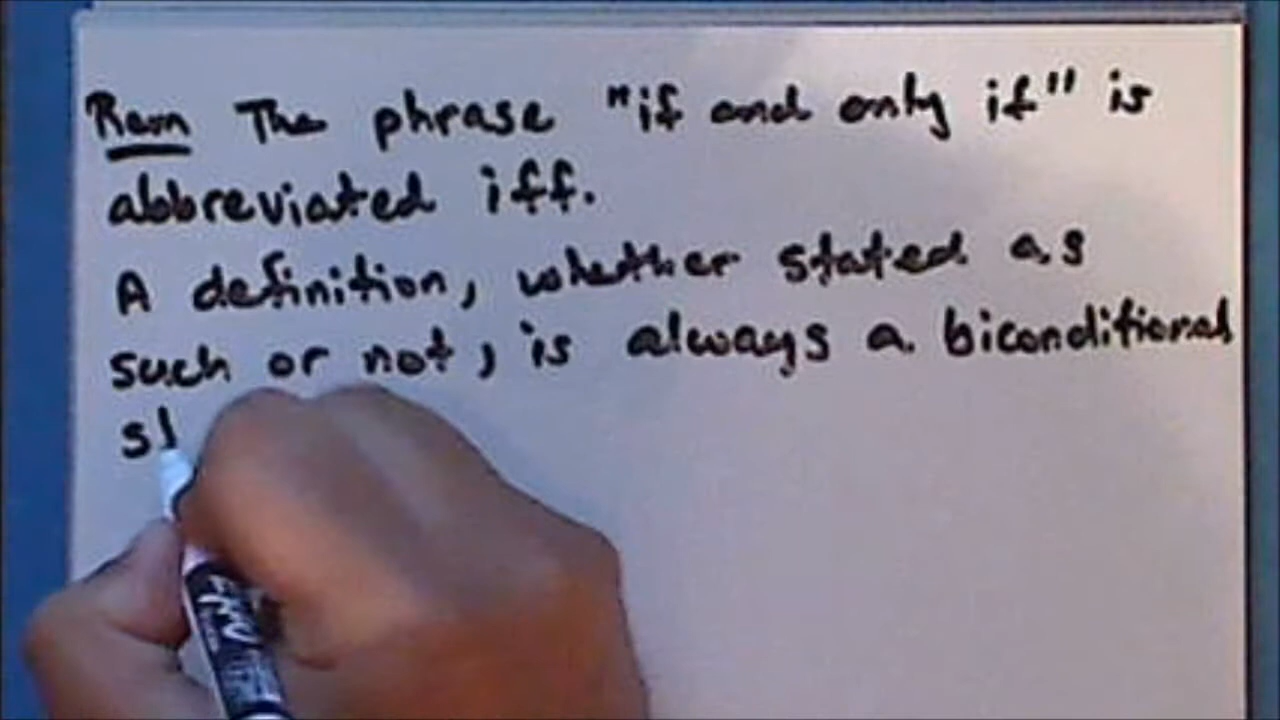 Rem The phrase "if and only if" is
abbreviated iff.
A definition, whether stated as
such or not, is always a biconditional